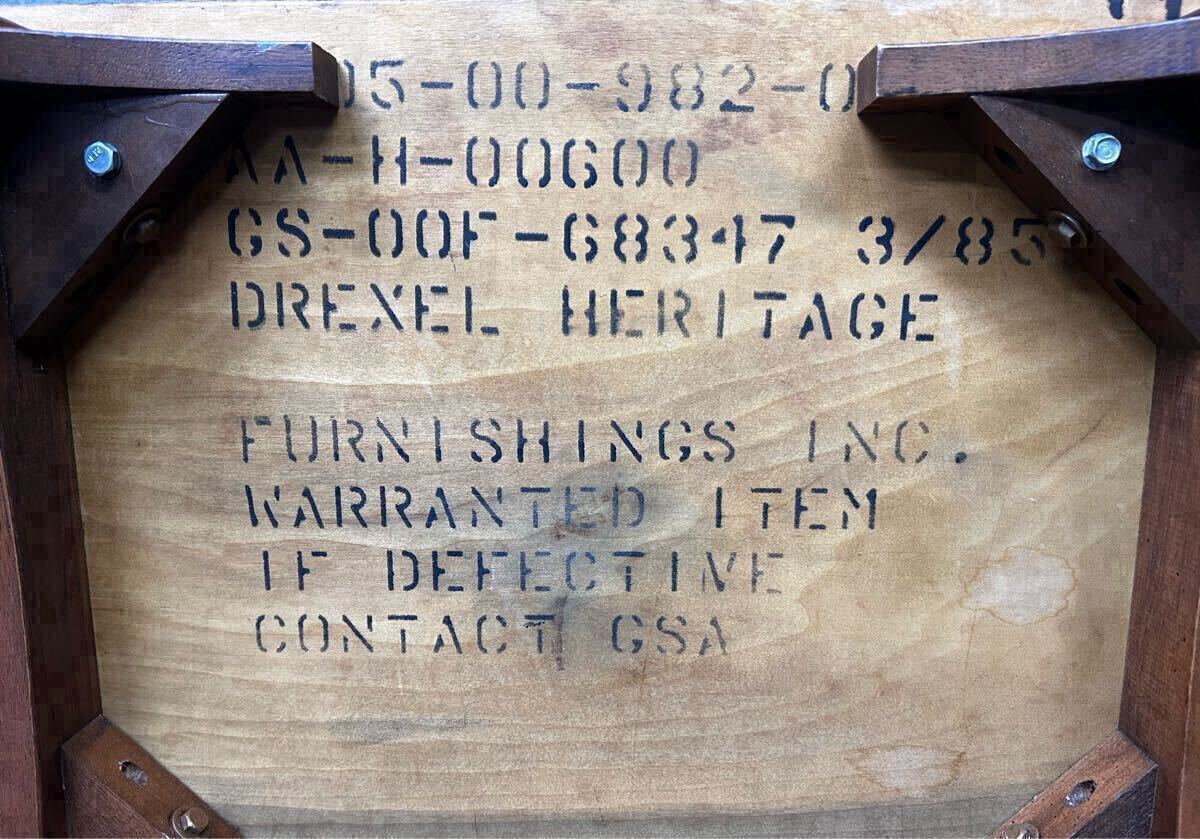 05-00-982-0
AA-H-00600
GS-00F-68347 3/85
DREXEL HERITAGE
FURNISHINGS INC.
WARRANTED ITEM
IF DEFECTIVE
CONTACT GSA